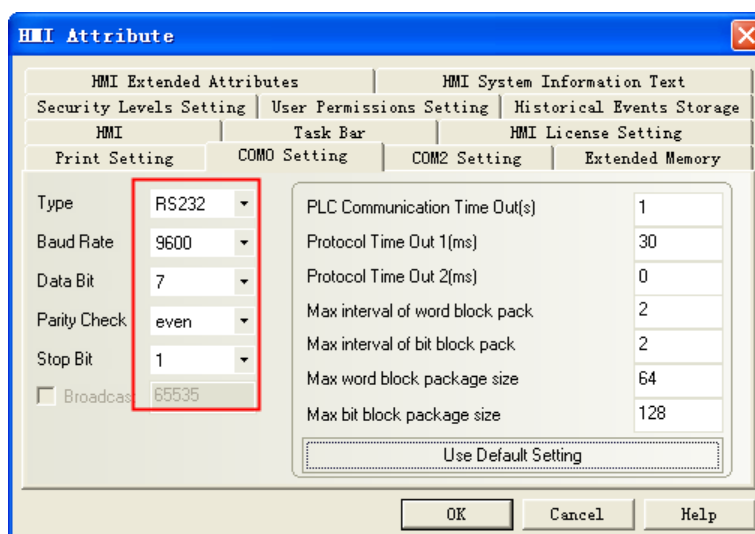 HMI Attribute
HMI Extended Attributes
HMI System Information Text
Security Levels Setting
User Permissions Setting
Historical Events Storage
HMI
Task Bar
HMI License Setting
Print Setting
COM0 Setting
COM2 Setting
Extended Memory
Type
RS232
Baud Rate
9600
Data Bit
7
Parity Check
even
Stop Bit
1
Broadcas
65535
PLC Communication Time Out(s)
1
Protocol Time Out 1(ms)
30
Protocol Time Out 2(ms)
0
Max interval of word block pack
2
Max interval of bit block pack
2
Max word block package size
64
Max bit block package size
128
Use Default Setting
OK
Cancel
Help